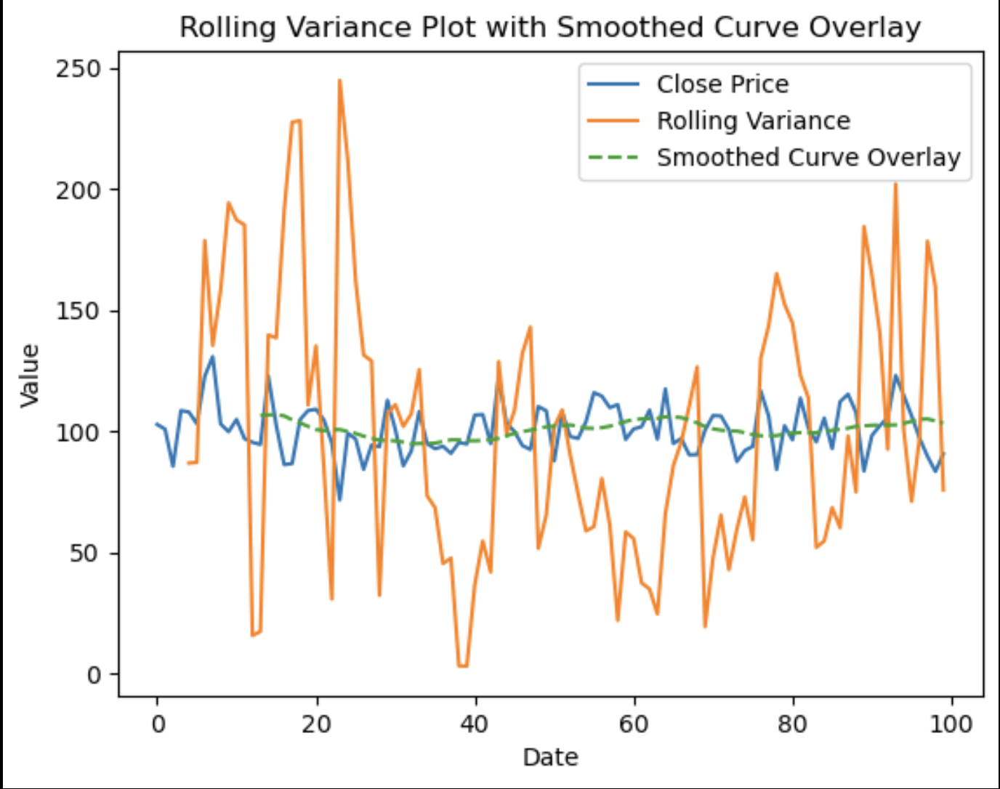 Rolling Variance Plot with Smoothed Curve Overlay
Close Price
Rolling Variance
Smoothed Curve Overlay
Value
250
200
150
100
50
0
0 20 40 60 80 100
Date